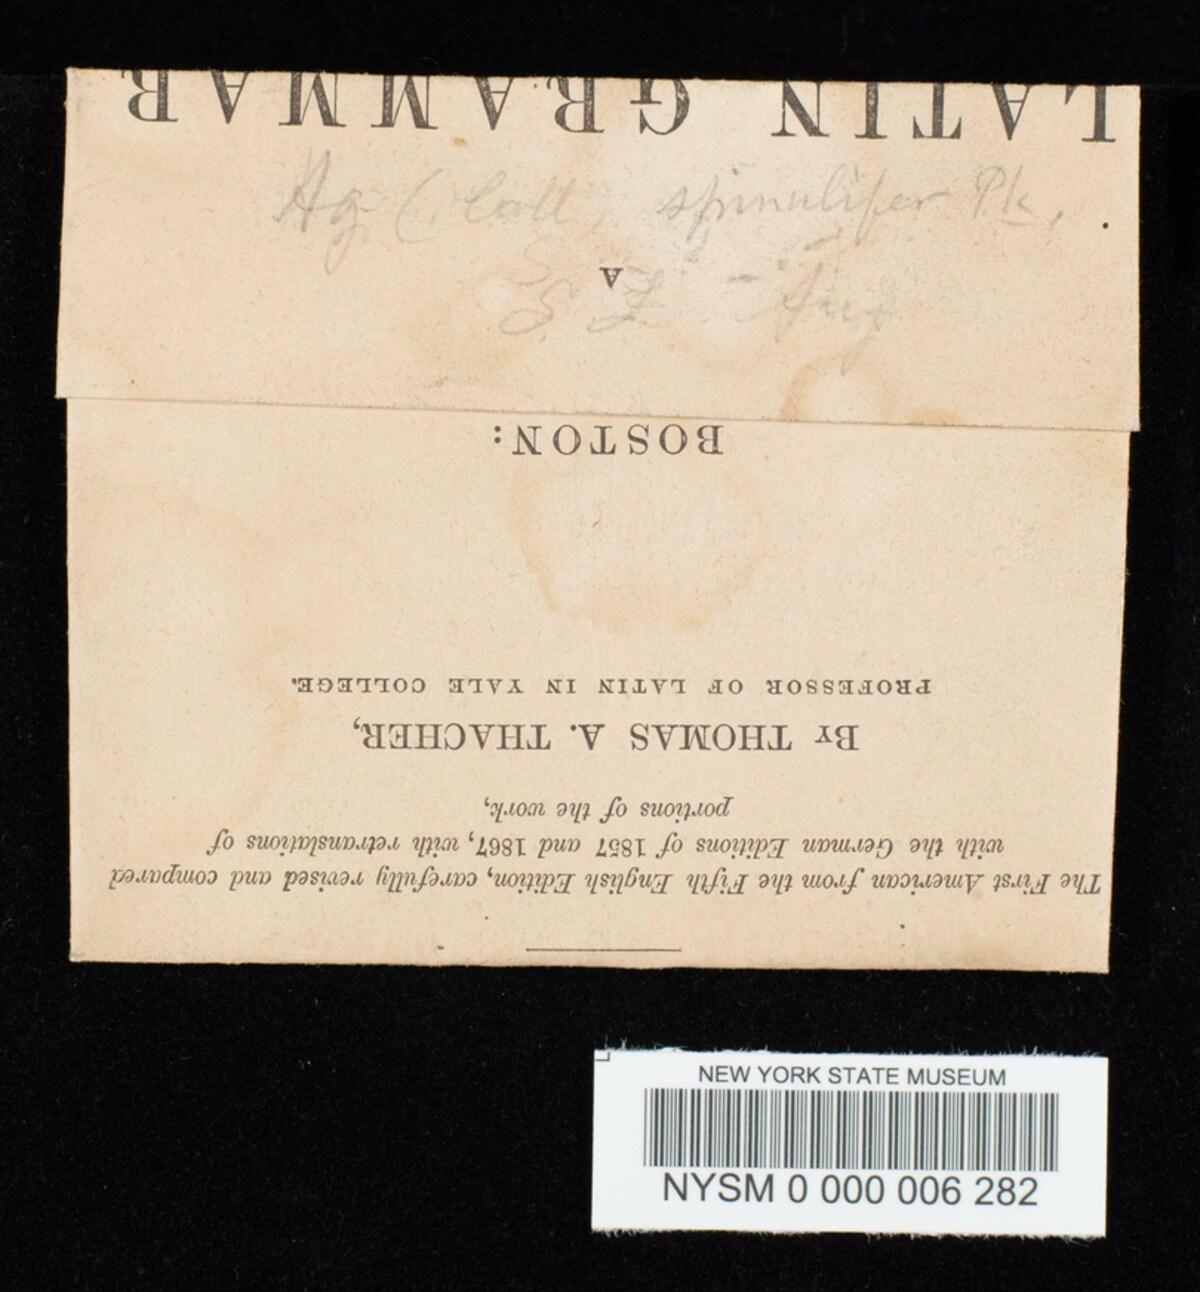 LATIN GRAMMAR
Ag. (Coll. spinulifer Pk.
A
S. L. Aug
BOSTON:
PROFESSOR OF LATIN IN YALE COLLEGE.
BY THOMAS A. THACHER,
portions of the work,
with the German Editions of 1857 and 1867, with retranslations of
The First American from the Fifth English Edition, carefully revised and compared
NEW YORK STATE MUSEUM
NYSM 0 000 006 282